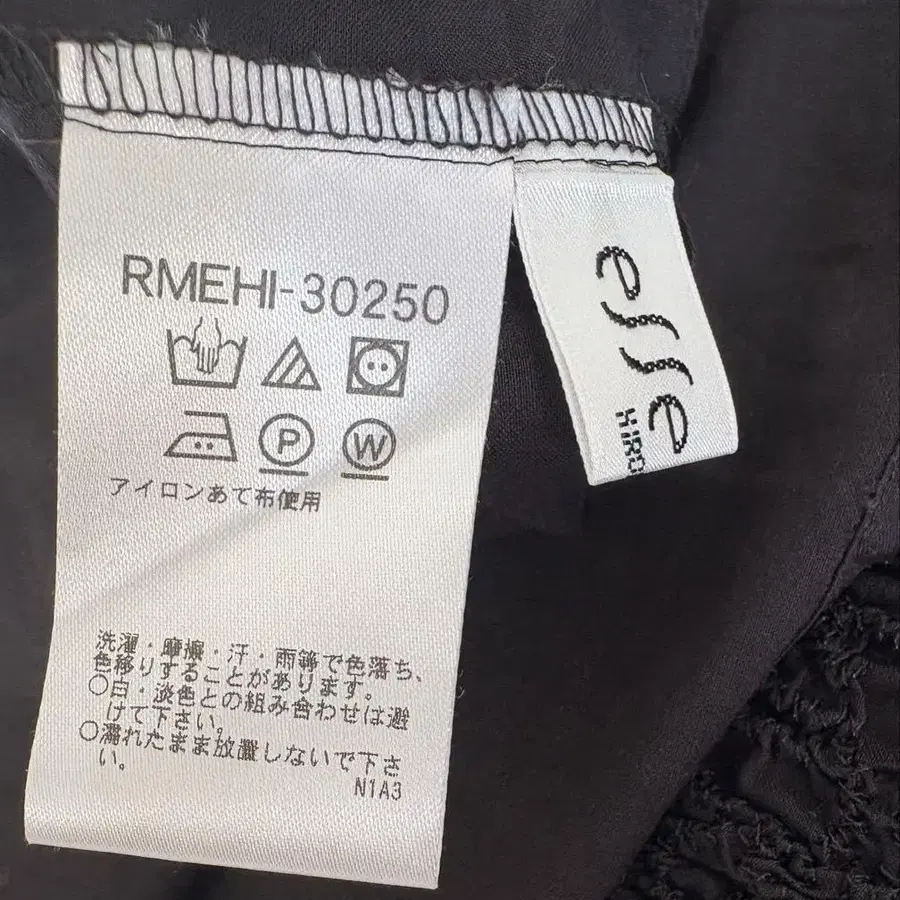 RMEHI-30250
P W
アイロンあて布使用
洗濯・摩擦・汗・雨等で色落ち、
色移りすることがあります。
○白・淡色との組み合わせは避
けて下さい。
○濡れたまま放置しないで下さ
い。
N1A3
esse
HIRO